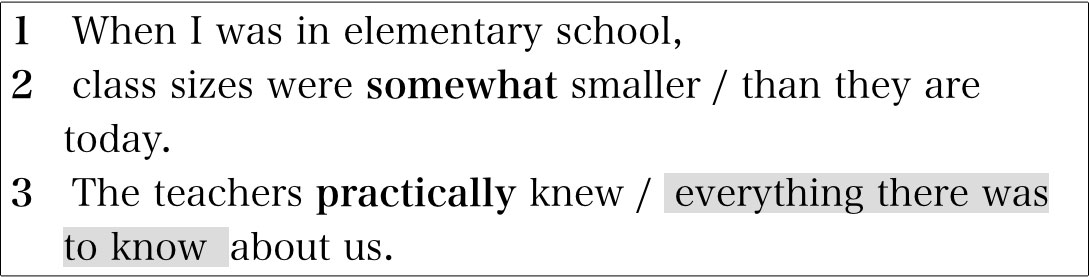 1 When I was in elementary school,
2 class sizes were somewhat smaller / than they are
today.
3 The teachers practically knew / everything there was
to know about us.